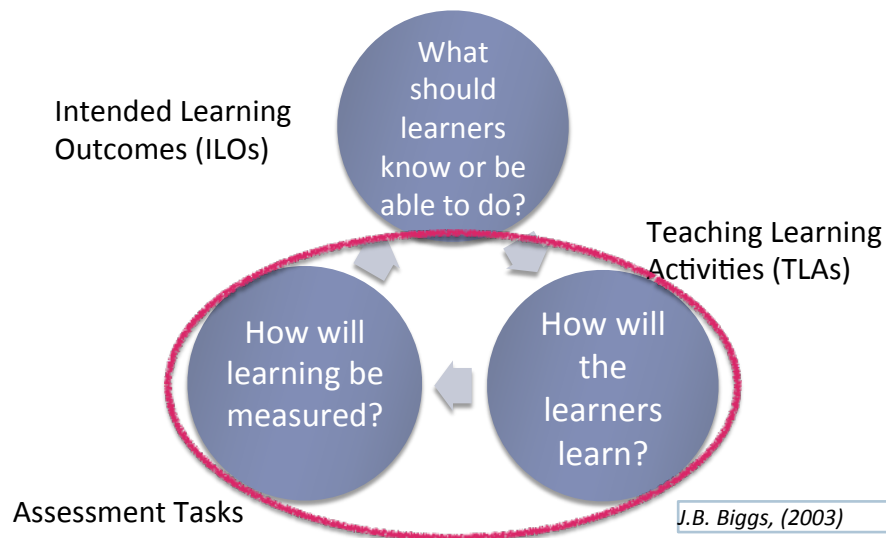 What
should
learners
know or be
able to do?
Intended Learning
Outcomes (ILOs)
Teaching Learning
Activities (TLAs)
How will
learning be
measured?
How will
the
learners
learn?
Assessment Tasks
J.B. Biggs, (2003)